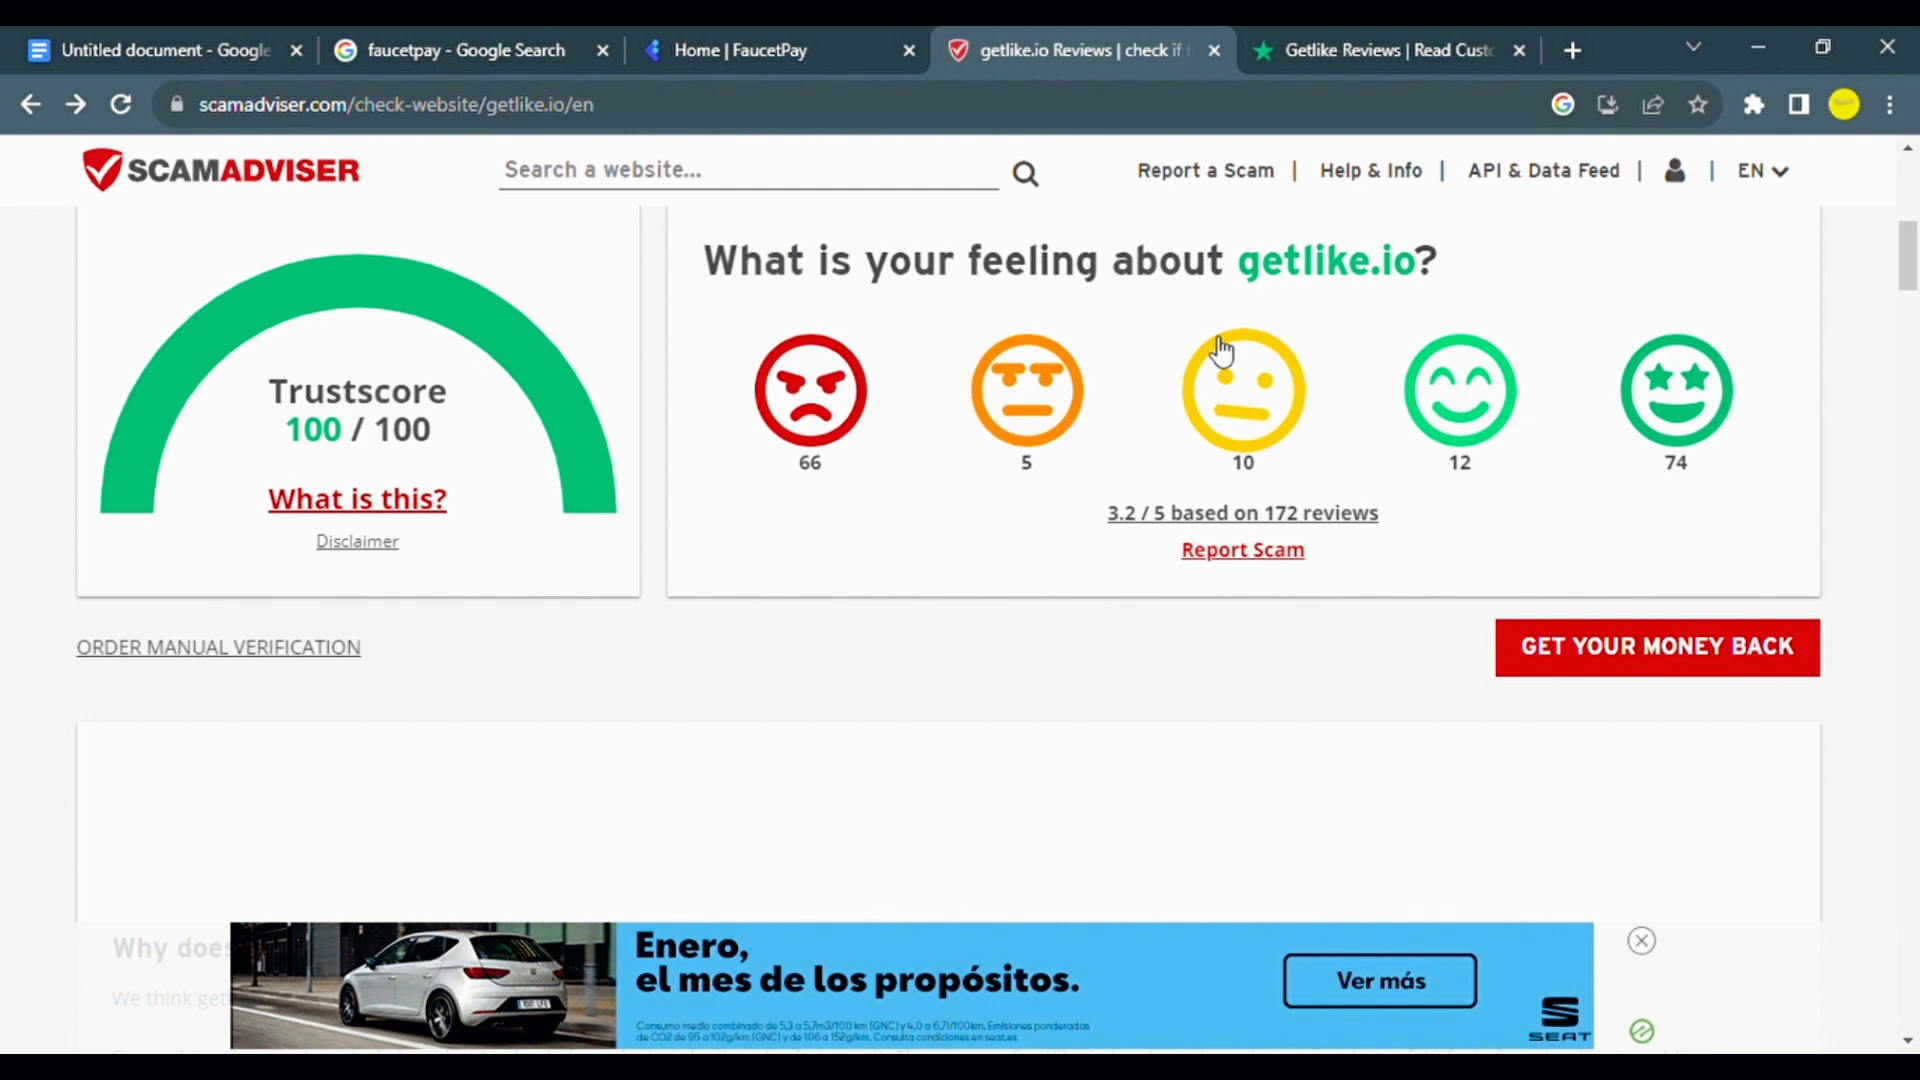 Untitled document - Google
faucetpay - Google Search
Home | FaucetPay
getlike.io Reviews | check if
Getlike Reviews | Read Custo
scamadviser.com/check-website/getlike.io/en
SCAMADVISER
Search a website...
Report a Scam | Help & Info | API & Data Feed | | EN
Trustscore
100 / 100
What is this?
Disclaimer
What is your feeling about getlike.io?
66 5 10 12 74
3.2 / 5 based on 172 reviews
Report Scam
ORDER MANUAL VERIFICATION
GET YOUR MONEY BACK
Why does
We think get
Enero,
el mes de los propósitos.
Ver más
Consumo medio combinado de 5,3 a 5,7m3/100 km (GNC) y 4,0 a 6,7l/100km. Emisiones ponderadas
de CO2 de 95 a 102g/km (GNC) y de 106 a 152g/km. Consulta condiciones en seat.es
SEAT